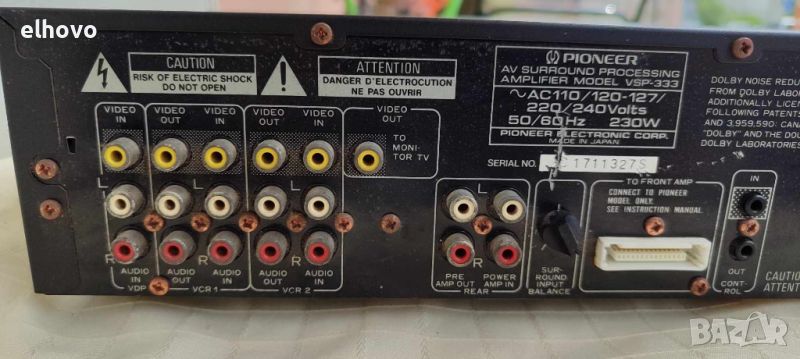 elhovo
CAUTION
RISK OF ELECTRIC SHOCK
DO NOT OPEN
ATTENTION
DANGER D'ELECTROCUTION
NE PAS OUVRIR
PIONEER
AV SURROUND PROCESSING
AMPLIFIER MODEL VSP-333
~AC110/120-127/
220/240Volts
50/60Hz 230W
PIONEER ELECTRONIC CORP.
MADE IN JAPAN
SERIAL NO.
1711327S
DOLBY NOISE REDU
FROM DOLBY LABOR
ADDITIONALLY LICEN
FOLLOWING PATENTS
AND 3,959,590: CANA
"DOLBY" AND THE DOU
DOLBY LABORATORIES
VIDEO IN
VIDEO OUT
VIDEO IN
VIDEO OUT
VIDEO IN
VIDEO OUT
TO
MONI-
TOR TV
L
L
L
L
R
AUDIO IN
AUDIO OUT
AUDIO IN
R
AUDIO OUT
AUDIO IN
VDP
VCR 1
VCR 2
R
PRE
AMP OUT
POWER
AMP IN
REAR
SUR-
ROUND
INPUT
BALANCE
TO FRONT AMP
CONNECT TO PIONEER
MODEL ONLY.
SEE INSTRUCTION MANUAL.
IN
OUT
CONT
ROL
CAUTIO
ATTENT
BAZAR
bg